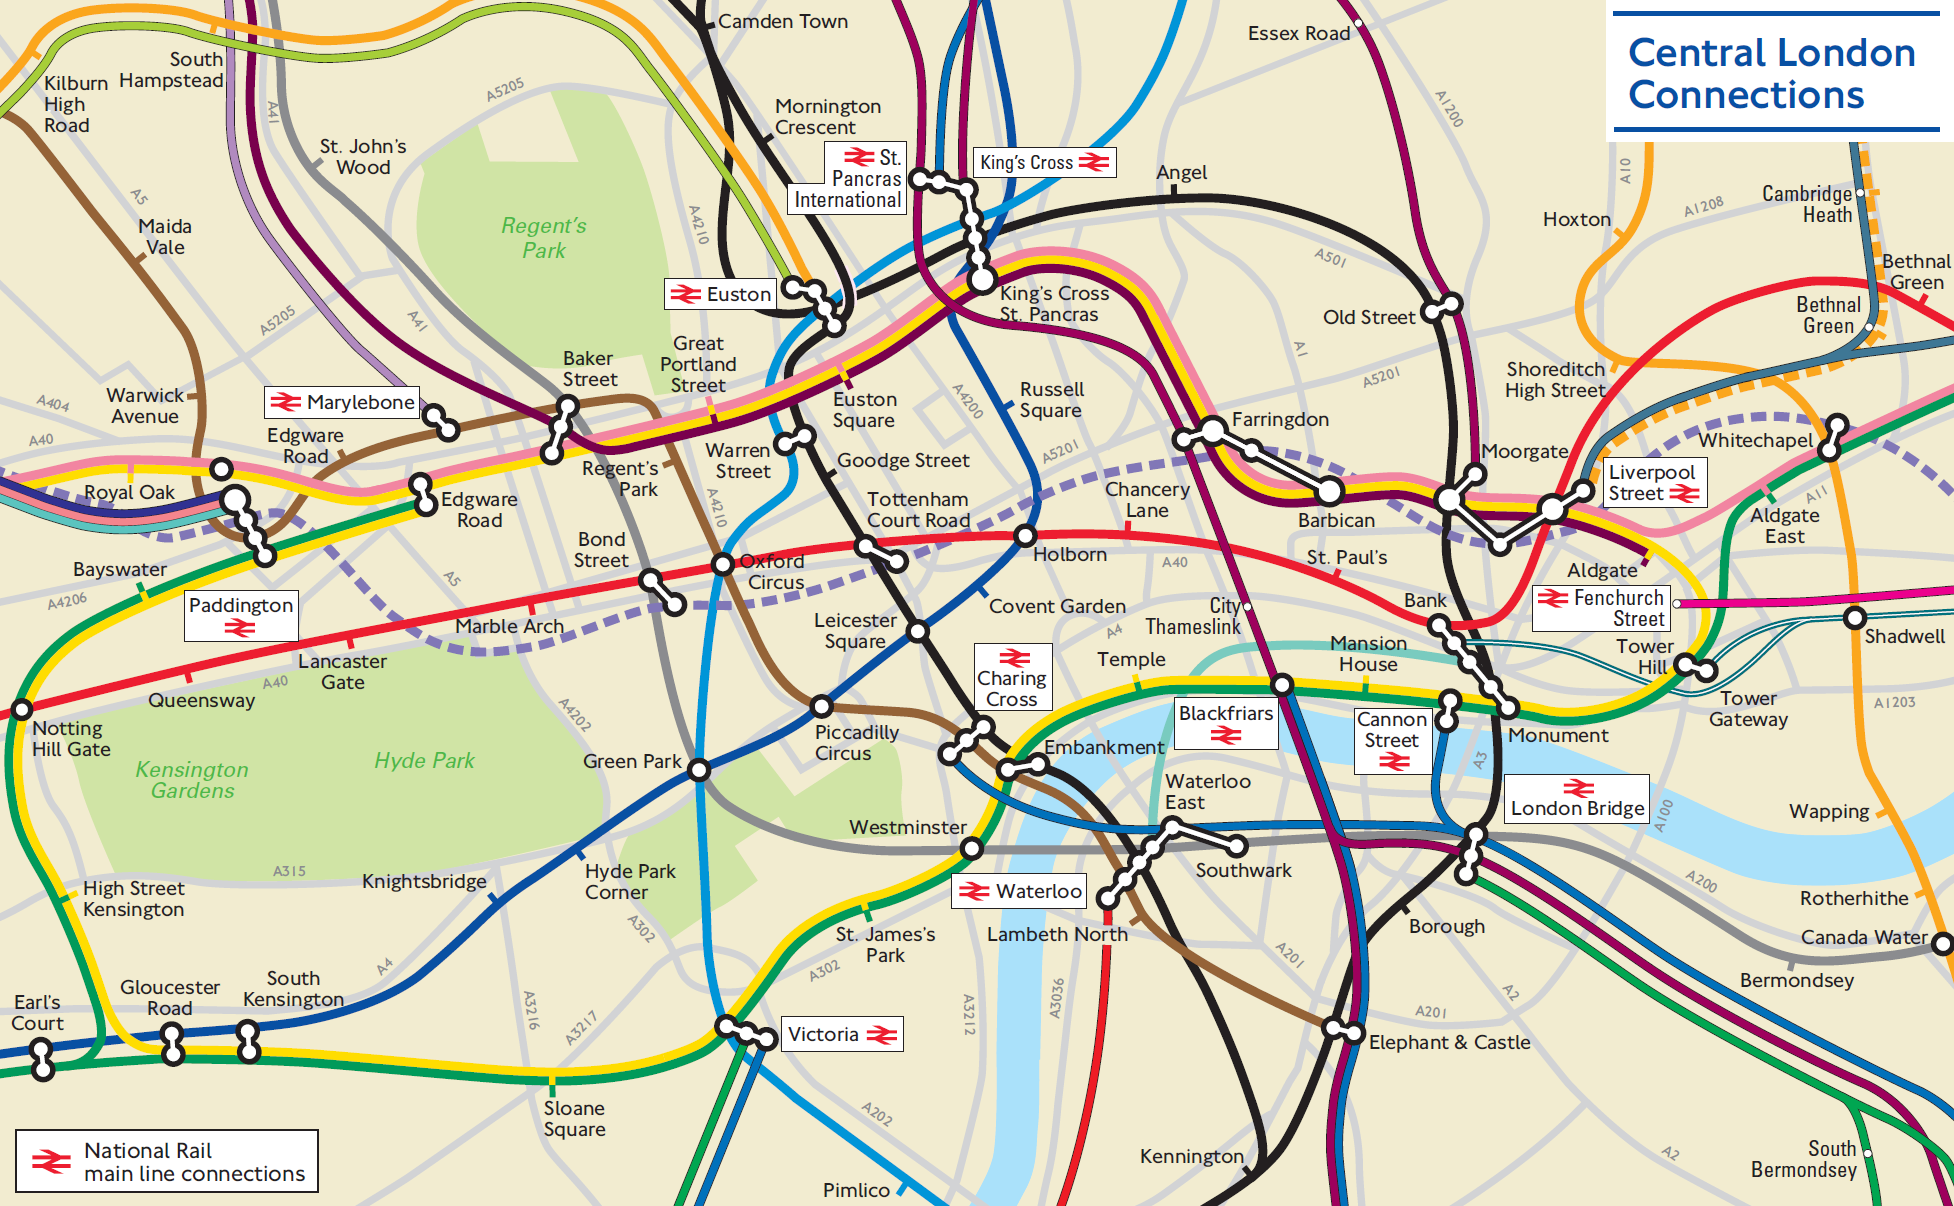 Central London
Connections
Camden Town
Essex Road
South
Hampstead
Kilburn
High
Road
A5205
A41
A1200
Mornington
Crescent
St. John's
Wood
St.
Pancras
International
King's Cross
Angel
A10
Cambridge
Heath
A1208
Hoxton
A5
Maida
Vale
Regent's
Park
A4210
A501
Bethnal
Green
Bethnal
Green
Euston
King's Cross
St. Pancras
Old Street
A5205
A41
Great
Portland
Street
A1
Baker
Street
Shoreditch
High Street
A5201
Warwick
Avenue
Marylebone
A404
A40
Edgware
Road
Euston
Square
A4200
Russell
Square
Farringdon
Whitechapel
Moorgate
Warren
Street
Goodge Street
A5201
Regent's
Park
Royal Oak
Edgware
Road
A4210
Tottenham
Court Road
Chancery
Lane
Barbican
Liverpool
Street
A11
Aldgate
East
Bond
Street
Oxford
Circus
Holborn
A40
St. Paul's
Aldgate
Bayswater
A4206
A5
Paddington
Marble Arch
Covent Garden
City
Thameslink
Bank
Fenchurch
Street
Leicester
Square
A4
Temple
Mansion
House
Tower
Hill
Shadwell
Lancaster
Gate
A40
Queensway
Charing
Cross
Tower
Gateway
A1203
Notting
Hill Gate
A4202
Piccadilly
Circus
Blackfriars
Cannon
Street
Monument
Embankment
Kensington
Gardens
Hyde Park
Green Park
A3
Waterloo
East
London Bridge
A100
Wapping
Westminster
Southwark
A315
Knightsbridge
Hyde Park
Corner
High Street
Kensington
Waterloo
A200
Rotherhithe
A302
St. James's
Park
Lambeth North
Borough
Canada Water
A4
A302
A201
Bermondsey
South
Kensington
Gloucester
Road
Earl's
Court
A3216
A3217
A3212
A3036
A2
A201
Victoria
Elephant & Castle
Sloane
Square
A202
National Rail
main line connections
Pimlico
Kennington
A2
South
Bermondsey